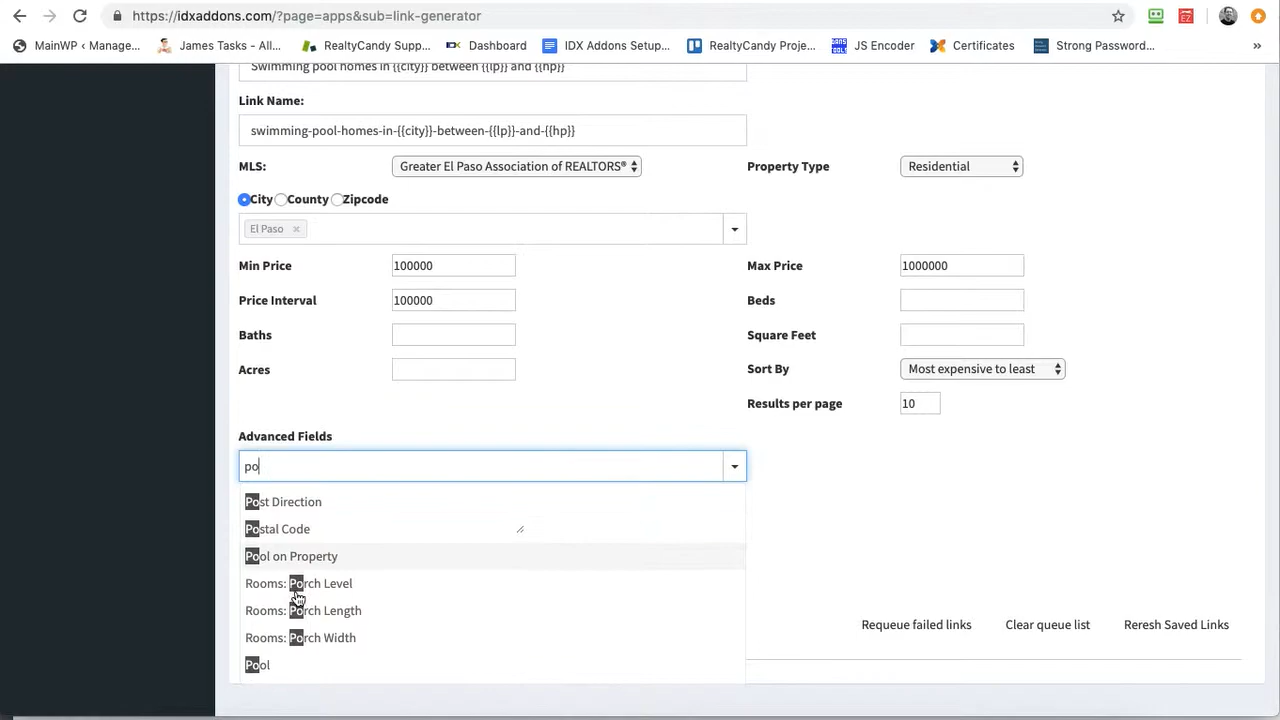 https://idxaddons.com/?page=apps&sub=link-generator
MainWP ‹ Manage...
James Tasks - All...
RealtyCandy Supp...
Dashboard
IDX Addons Setup...
RealtyCandy Proje...
JS Encoder
Certificates
Strong Password...
»
Swimming pool homes in {{city}} between {{lp}} and {{hp}}
Link Name:
swimming-pool-homes-in-{{city}}-between-{{lp}}-and-{{hp}}
MLS:
Greater El Paso Association of REALTORS®
Property Type
Residential
City County Zipcode
El Paso ×
Min Price
100000
Max Price
1000000
Price Interval
100000
Beds
Baths
Square Feet
Acres
Sort By
Most expensive to least
Results per page
10
Advanced Fields
po
Post Direction
Postal Code
Pool on Property
Rooms: Porch Level
Rooms: Porch Length
Rooms: Porch Width
Pool
Requeue failed links
Clear queue list
Reresh Saved Links